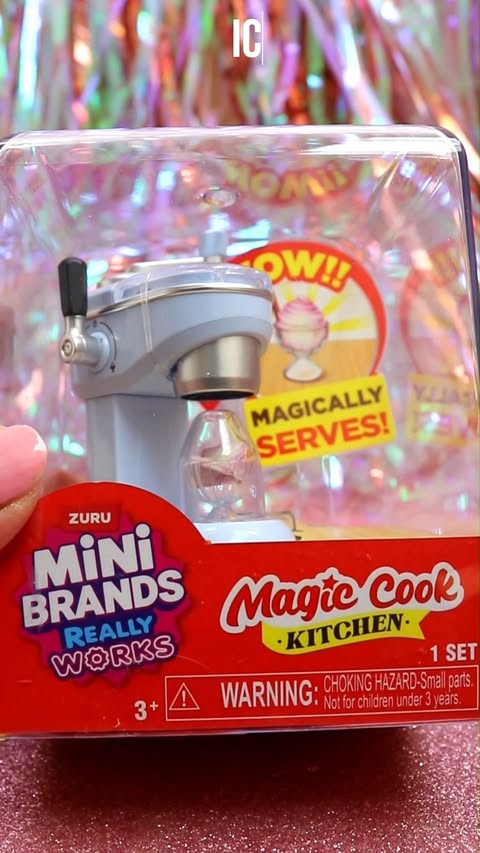 IC
WOW!!
MAGICALLY
SERVES!
ZURU
MiNi
BRANDS
REALLY
WORKS
Magic Cook
·KITCHEN·
1 SET
3+
WARNING: CHOKING HAZARD-Small parts.
Not for children under 3 years.